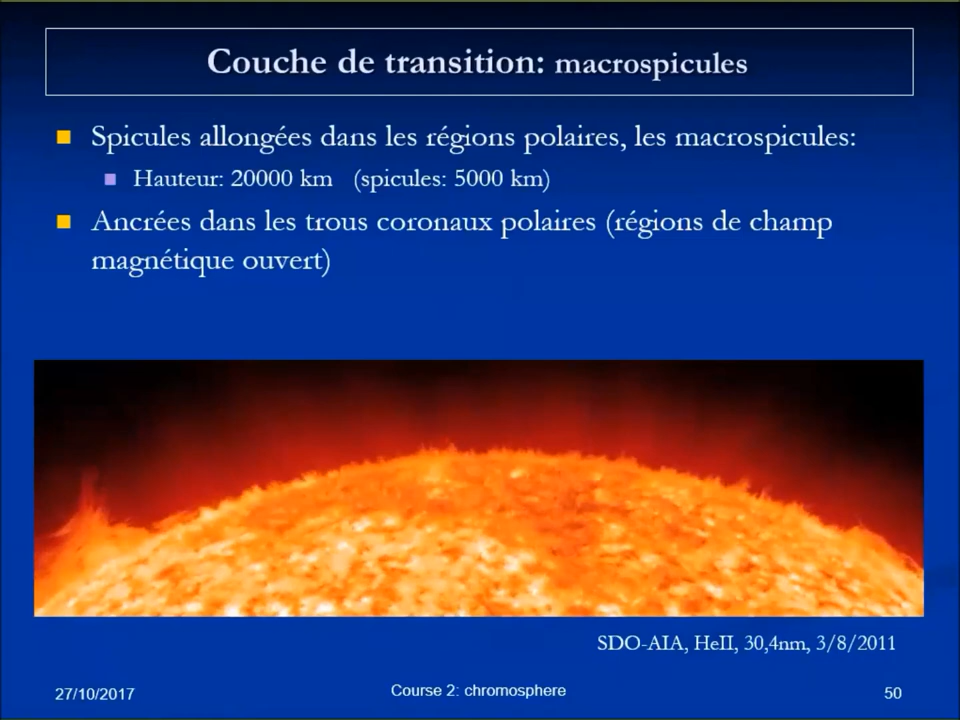 Couche de transition: macrospicules
Spicules allongées dans les régions polaires, les macrospicules:
Hauteur: 20000 km (spicules: 5000 km)
Ancrées dans les trous coronaux polaires (régions de champ
magnétique ouvert)
SDO-AIA, HeII, 30,4nm, 3/8/2011
27/10/2017
Course 2: chromosphere
50